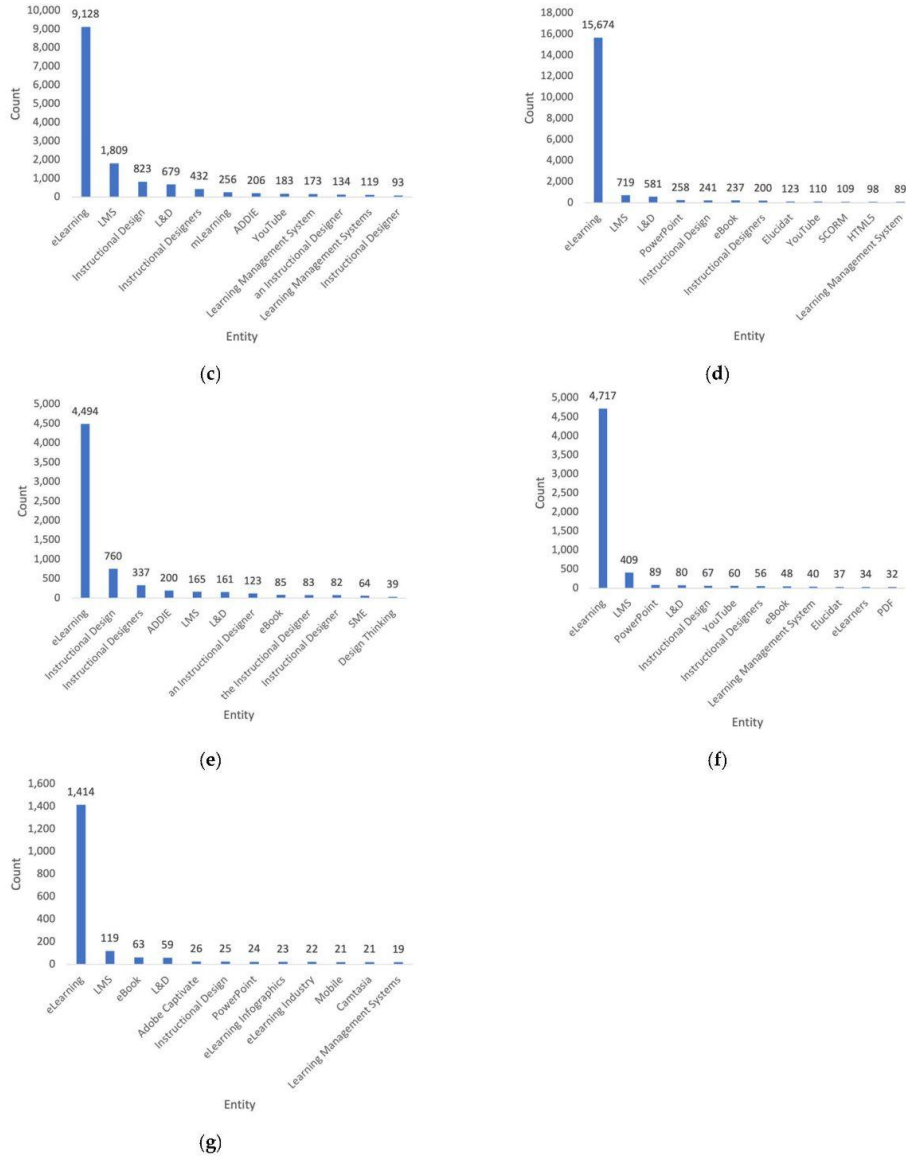 10,000
9,000
8,000
7,000
6,000
5,000
4,000
3,000
2,000
1,000
0
Count
9,128
1,809
823
679
432
256
206
183
173
134
119
93
eLearning
LMS
Instructional Design
L&D
Instructional Designers
mLearning
ADDIE
YouTube
Learning Management System
an Instructional Designer
Learning Management Systems
Instructional Designer
Entity
(c)
18,000
16,000
14,000
12,000
10,000
8,000
6,000
4,000
2,000
0
Count
15,674
719
581
258
241
237
200
123
110
109
98
89
eLearning
LMS
L&D
PowerPoint
Instructional Design
eBook
Instructional Designers
Elucidat
YouTube
SCORM
HTML5
Learning Management System
Entity
(d)
5,000
4,500
4,000
3,500
3,000
2,500
2,000
1,500
1,000
500
0
Count
4,494
760
337
200
165
161
123
85
83
82
64
39
eLearning
Instructional Design
Instructional Designers
ADDIE
LMS
L&D
an Instructional Designer
eBook
the Instructional Designer
Instructional Designer
SME
Design Thinking
Entity
(e)
5,000
4,500
4,000
3,500
3,000
2,500
2,000
1,500
1,000
500
0
Count
4,717
409
89
80
67
60
56
48
40
37
34
32
eLearning
LMS
PowerPoint
L&D
Instructional Design
YouTube
Instructional Designers
eBook
Learning Management System
Elucidat
eLearners
PDF
Entity
(f)
1,600
1,400
1,200
1,000
800
600
400
200
0
Count
1,414
119
63
59
26
25
24
23
22
21
21
19
eLearning
LMS
eBook
L&D
Adobe Captivate
Instructional Design
PowerPoint
eLearning Infographics
eLearning Industry
Mobile
Camtasia
Learning Management Systems
Entity
(g)